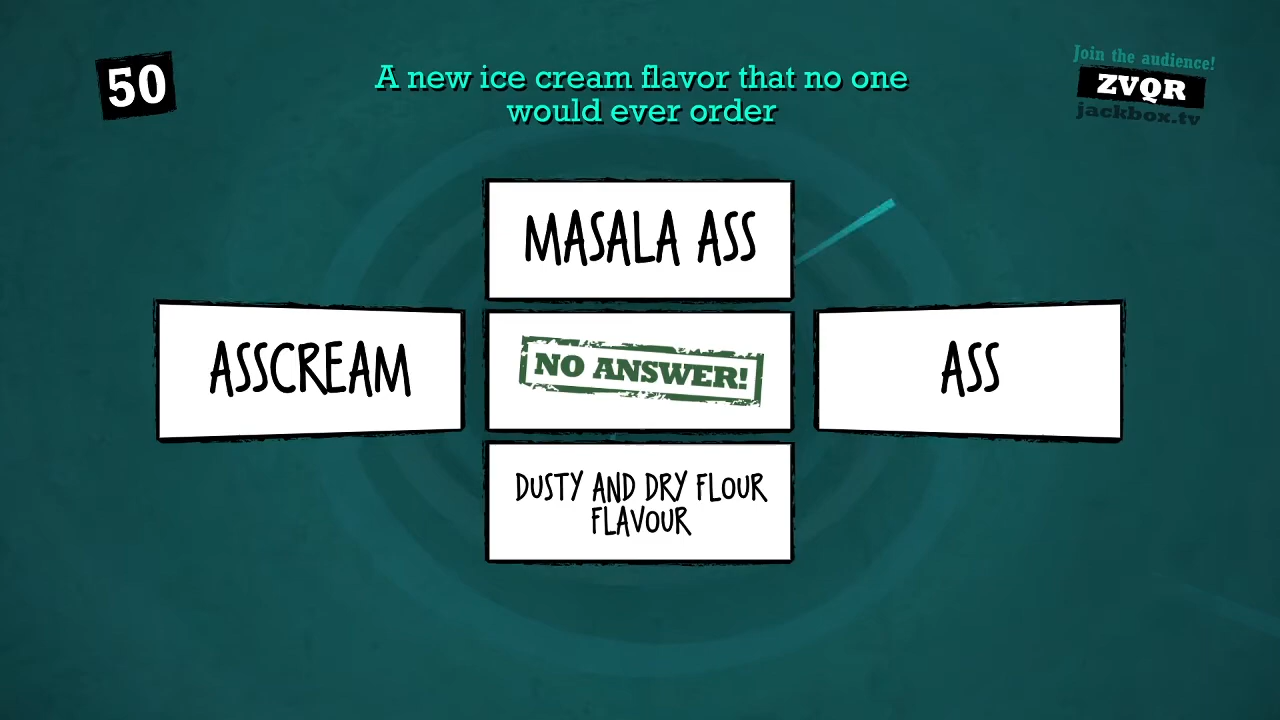 50
A new ice cream flavor that no one
would ever order
Join the audience!
ZVQR
jackbox.tv
MASALA ASS
ASSCREAM
NO ANSWER!
ASS
DUSTY AND DRY FLOUR
FLAVOUR